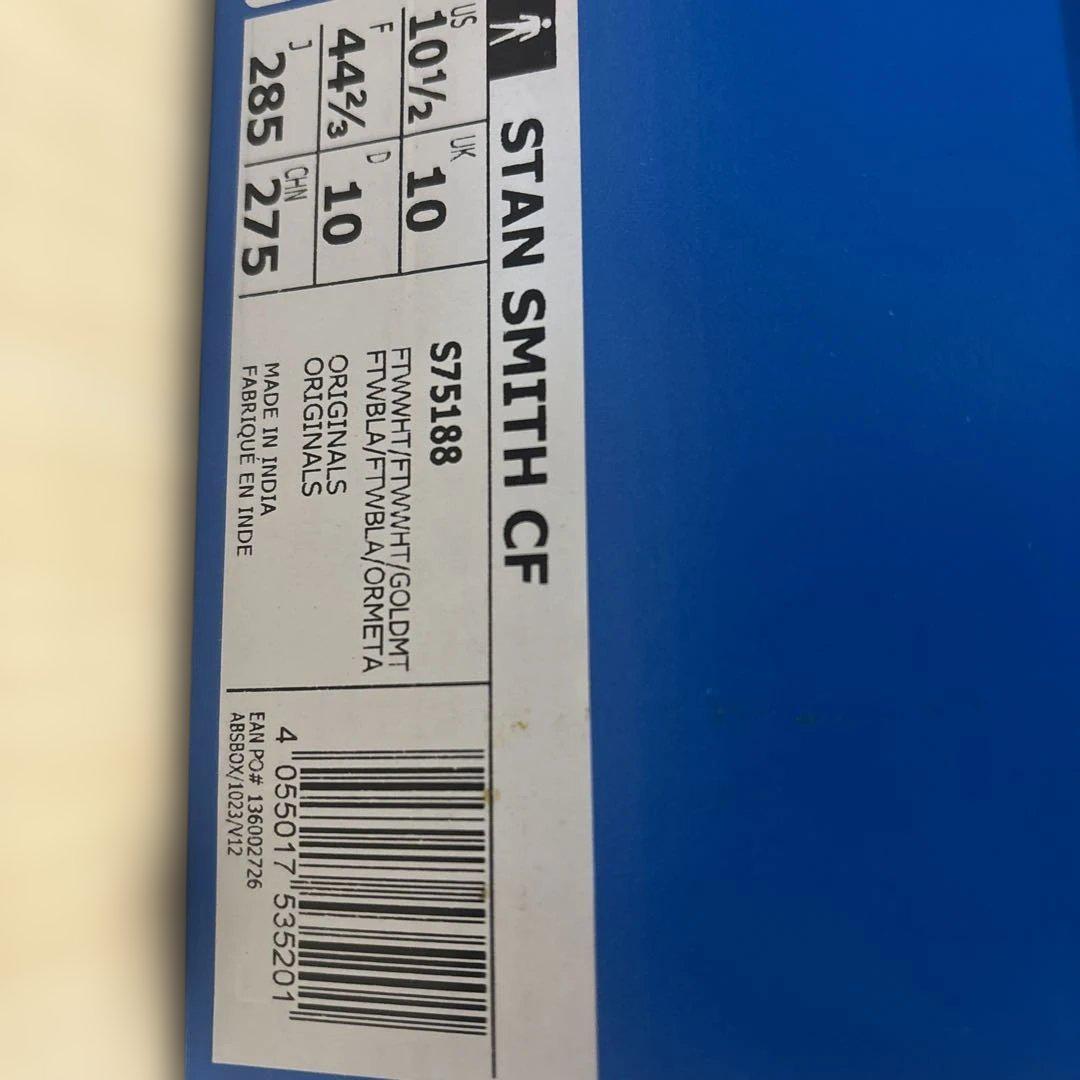 STAN SMITH CF
US 10½ UK 10
F 44⅔ D 10
J 285 CHN 275
S75188
FTWWHT/FTWWHT/GOLDMT
FTWBLA/FTWBLA/ORMETA
ORIGINALS
ORIGINALS
MADE IN INDIA
FABRIQUÉ EN INDE
4 055017 535201
EAN PO# 136002726
ABSBOX/1023/V12